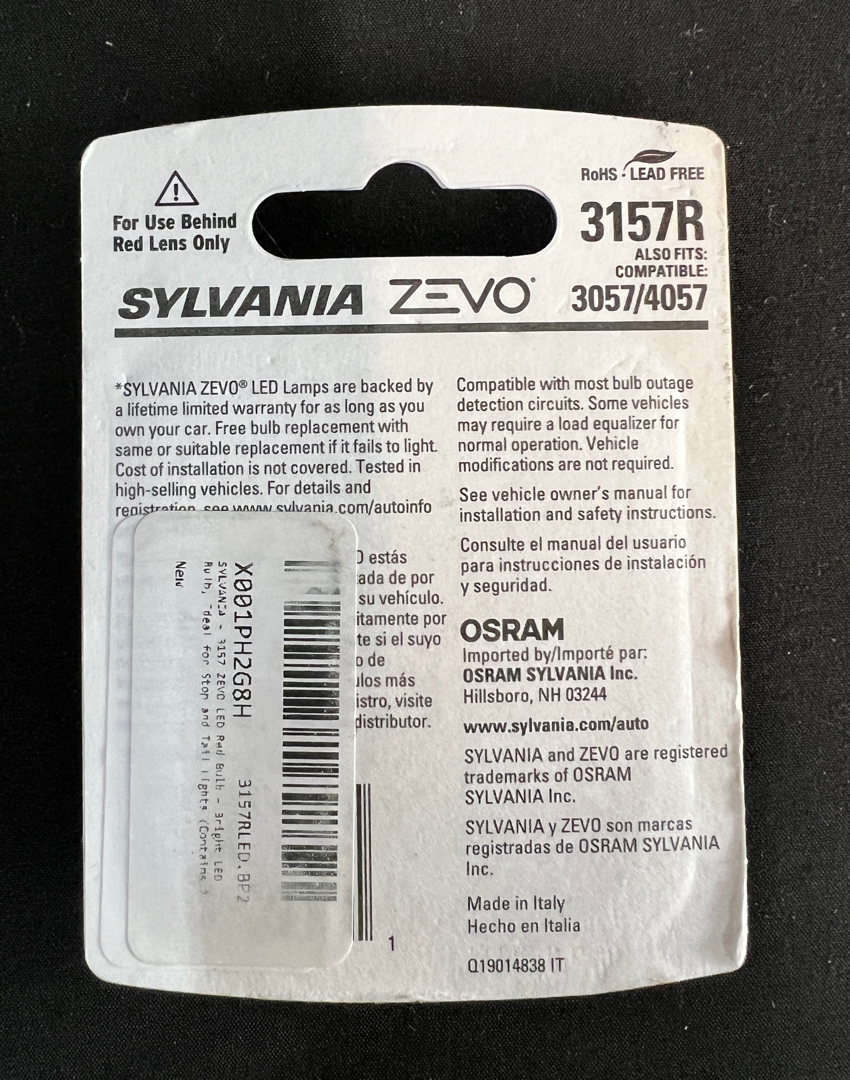 For Use Behind
Red Lens Only
RoHS - LEAD FREE
3157R
ALSO FITS:
COMPATIBLE:
3057/4057
SYLVANIA ZEVO®
*SYLVANIA ZEVO® LED Lamps are backed by
a lifetime limited warranty for as long as you
own your car. Free bulb replacement with
same or suitable replacement if it fails to light.
Cost of installation is not covered. Tested in
high-selling vehicles. For details and
registration, see www.sylvania.com/autoinfo
estás
de por
su vehículo.
por
si el suyo
de
más
visite
distributor.
1
X001PH2G8H 3157RLED.BP2
SYLVANIA - 3157 ZEVO LED Red Bulb - Bright LED
Bulb, Ideal for Stop and Tail Lights (Contains 2
New
Compatible with most bulb outage
detection circuits. Some vehicles
may require a load equalizer for
normal operation. Vehicle
modifications are not required.
See vehicle owner's manual for
installation and safety instructions.
Consulte el manual del usuario
para instrucciones de instalación
y seguridad.
OSRAM
Imported by/Importé par:
OSRAM SYLVANIA Inc.
Hillsboro, NH 03244
www.sylvania.com/auto
SYLVANIA and ZEVO are registered
trademarks of OSRAM
SYLVANIA Inc.
SYLVANIA y ZEVO son marcas
registradas de OSRAM SYLVANIA
Inc.
Made in Italy
Hecho en Italia
Q19014838 IT